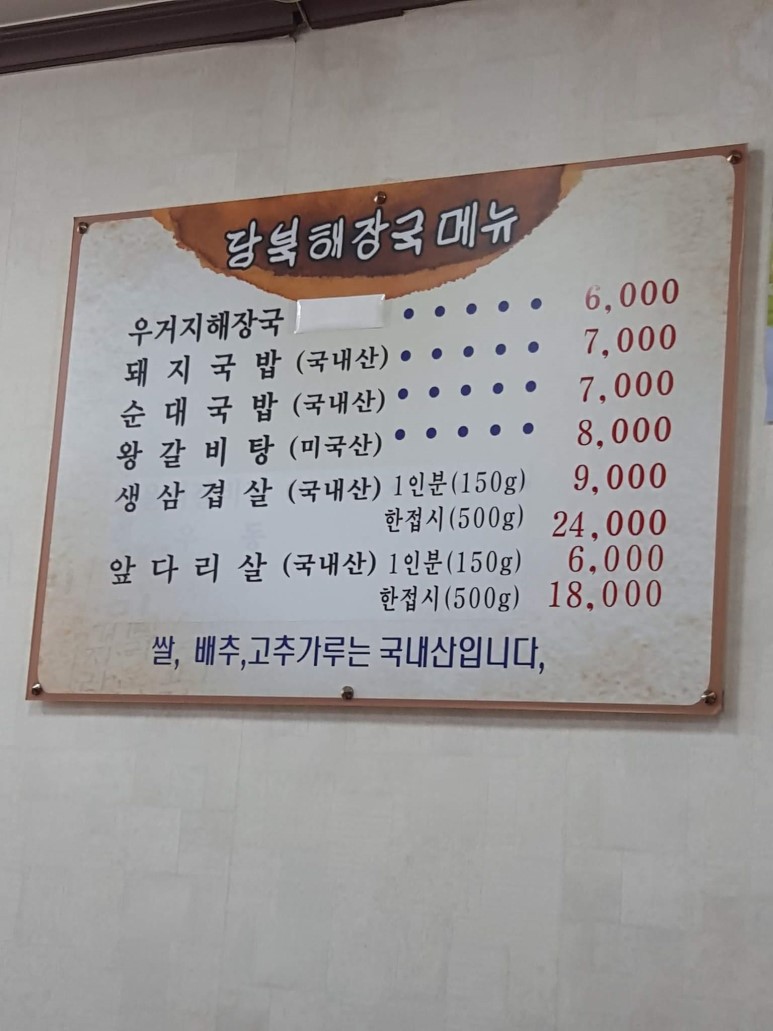 담북해장국메뉴
우거지해장국 ••••• 6,000
돼지국밥 (국내산) ••••• 7,000
순대국밥 (국내산) ••••• 7,000
왕갈비탕 (미국산) ••••• 8,000
생삼겹살 (국내산) 1인분(150g) 9,000
한접시(500g) 24,000
앞다리살 (국내산) 1인분(150g) 6,000
한접시(500g) 18,000
쌀, 배추,고추가루는 국내산입니다,